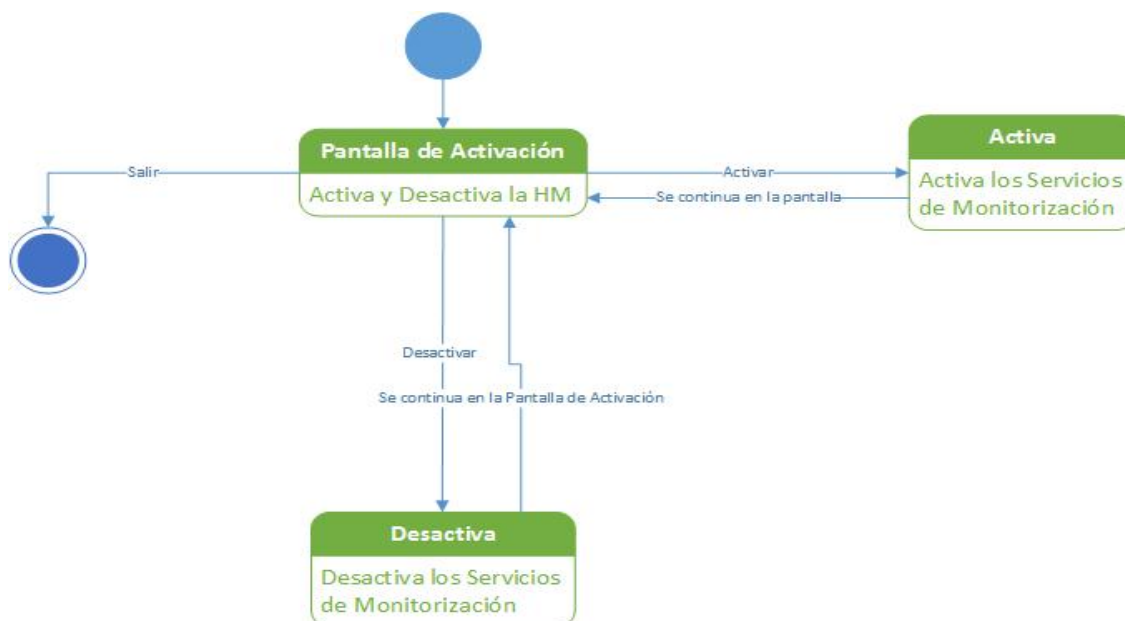 Pantalla de Activación
Activa y Desactiva la HM
Salir
Activar
Se continua en la pantalla
Activa
Activa los Servicios
de Monitorización
Desactivar
Se continua en la Pantalla de Activación
Desactiva
Desactiva los Servicios
de Monitorización